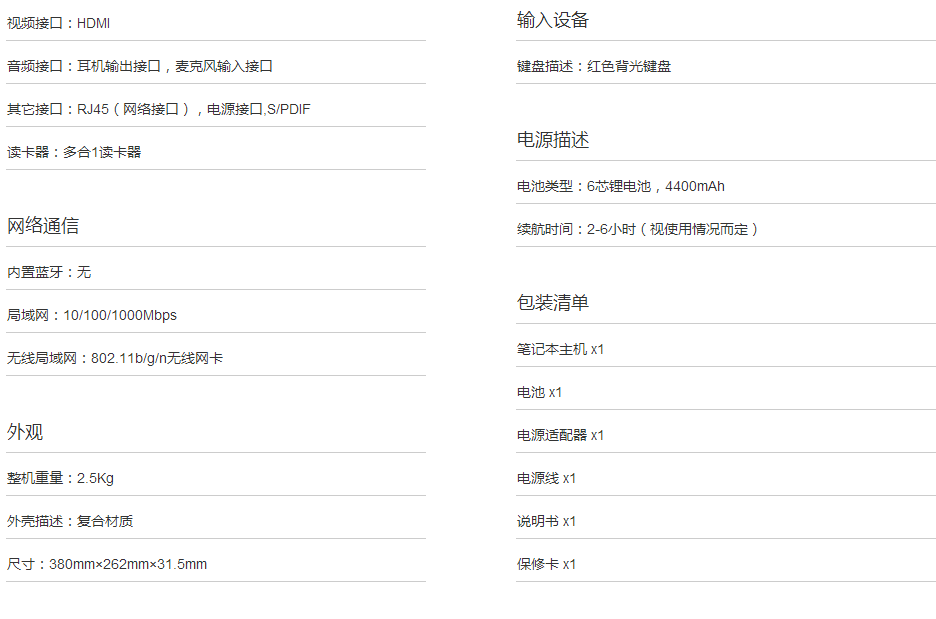 视频接口：HDMI
音频接口：耳机输出接口，麦克风输入接口
其它接口：RJ45（网络接口），电源接口,S/PDIF
读卡器：多合1读卡器
网络通信
内置蓝牙：无
局域网：10/100/1000Mbps
无线局域网：802.11b/g/n无线网卡
外观
整机重量：2.5Kg
外壳描述：复合材质
尺寸：380mm×262mm×31.5mm
输入设备
键盘描述：红色背光键盘
电源描述
电池类型：6芯锂电池，4400mAh
续航时间：2-6小时（视使用情况而定）
包装清单
笔记本主机 x1
电池 x1
电源适配器 x1
电源线 x1
说明书 x1
保修卡 x1